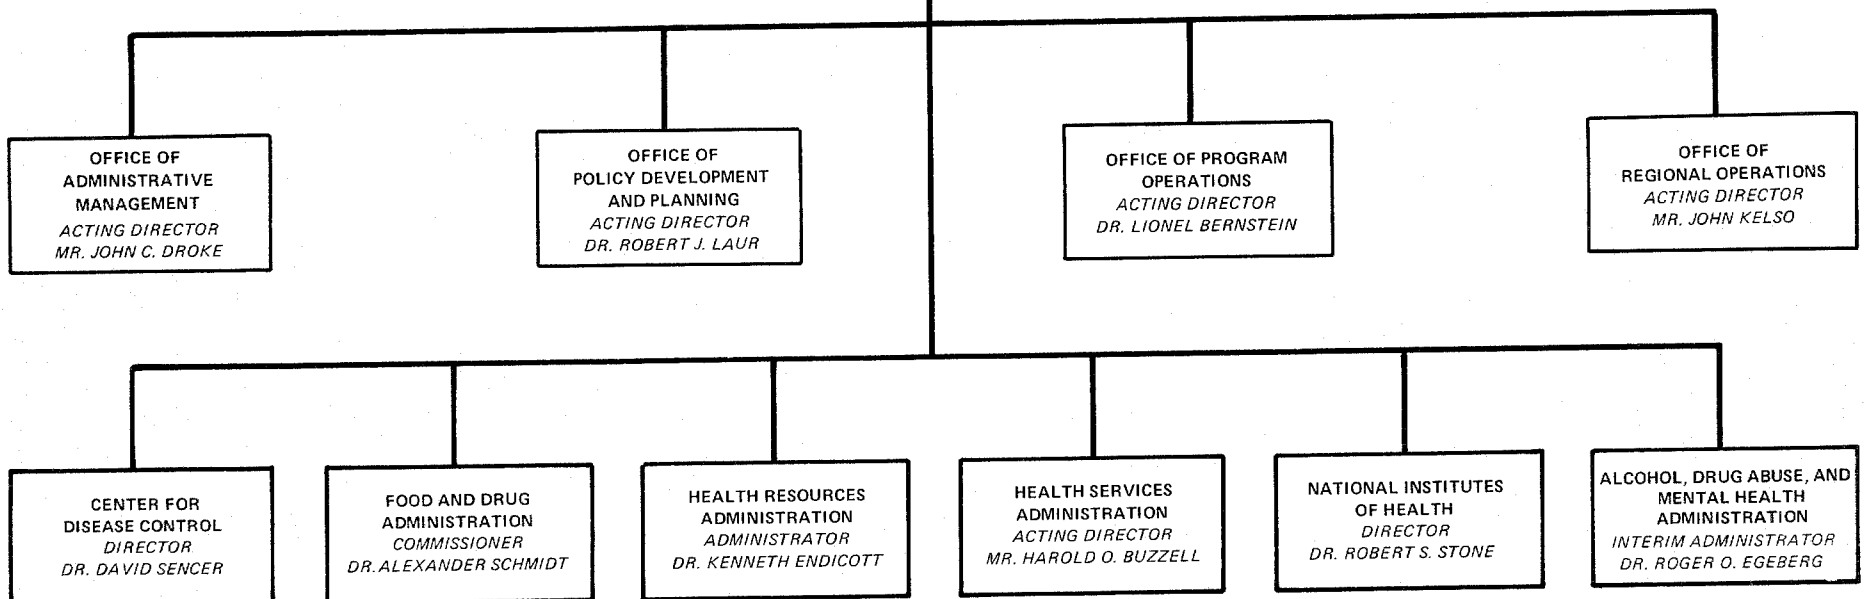 OFFICE OF
ADMINISTRATIVE
MANAGEMENT
ACTING DIRECTOR
MR. JOHN C. DROKE
OFFICE OF
POLICY DEVELOPMENT
AND PLANNING
ACTING DIRECTOR
DR. ROBERT J. LAUR
OFFICE OF PROGRAM
OPERATIONS
ACTING DIRECTOR
DR. LIONEL BERNSTEIN
OFFICE OF
REGIONAL OPERATIONS
ACTING DIRECTOR
MR. JOHN KELSO
CENTER FOR
DISEASE CONTROL
DIRECTOR
DR. DAVID SENCER
FOOD AND DRUG
ADMINISTRATION
COMMISSIONER
DR. ALEXANDER SCHMIDT
HEALTH RESOURCES
ADMINISTRATION
ADMINISTRATOR
DR. KENNETH ENDICOTT
HEALTH SERVICES
ADMINISTRATION
ACTING DIRECTOR
MR. HAROLD O. BUZZELL
NATIONAL INSTITUTES
OF HEALTH
DIRECTOR
DR. ROBERT S. STONE
ALCOHOL, DRUG ABUSE, AND
MENTAL HEALTH
ADMINISTRATION
INTERIM ADMINISTRATOR
DR. ROGER O. EGEBERG